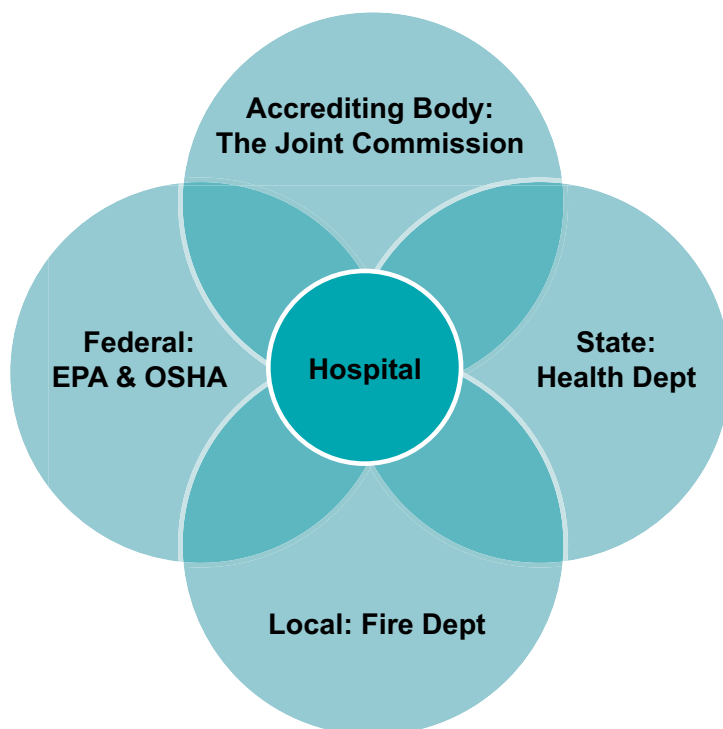 Accrediting Body:
The Joint Commission
Federal:
EPA & OSHA
Hospital
State:
Health Dept
Local: Fire Dept